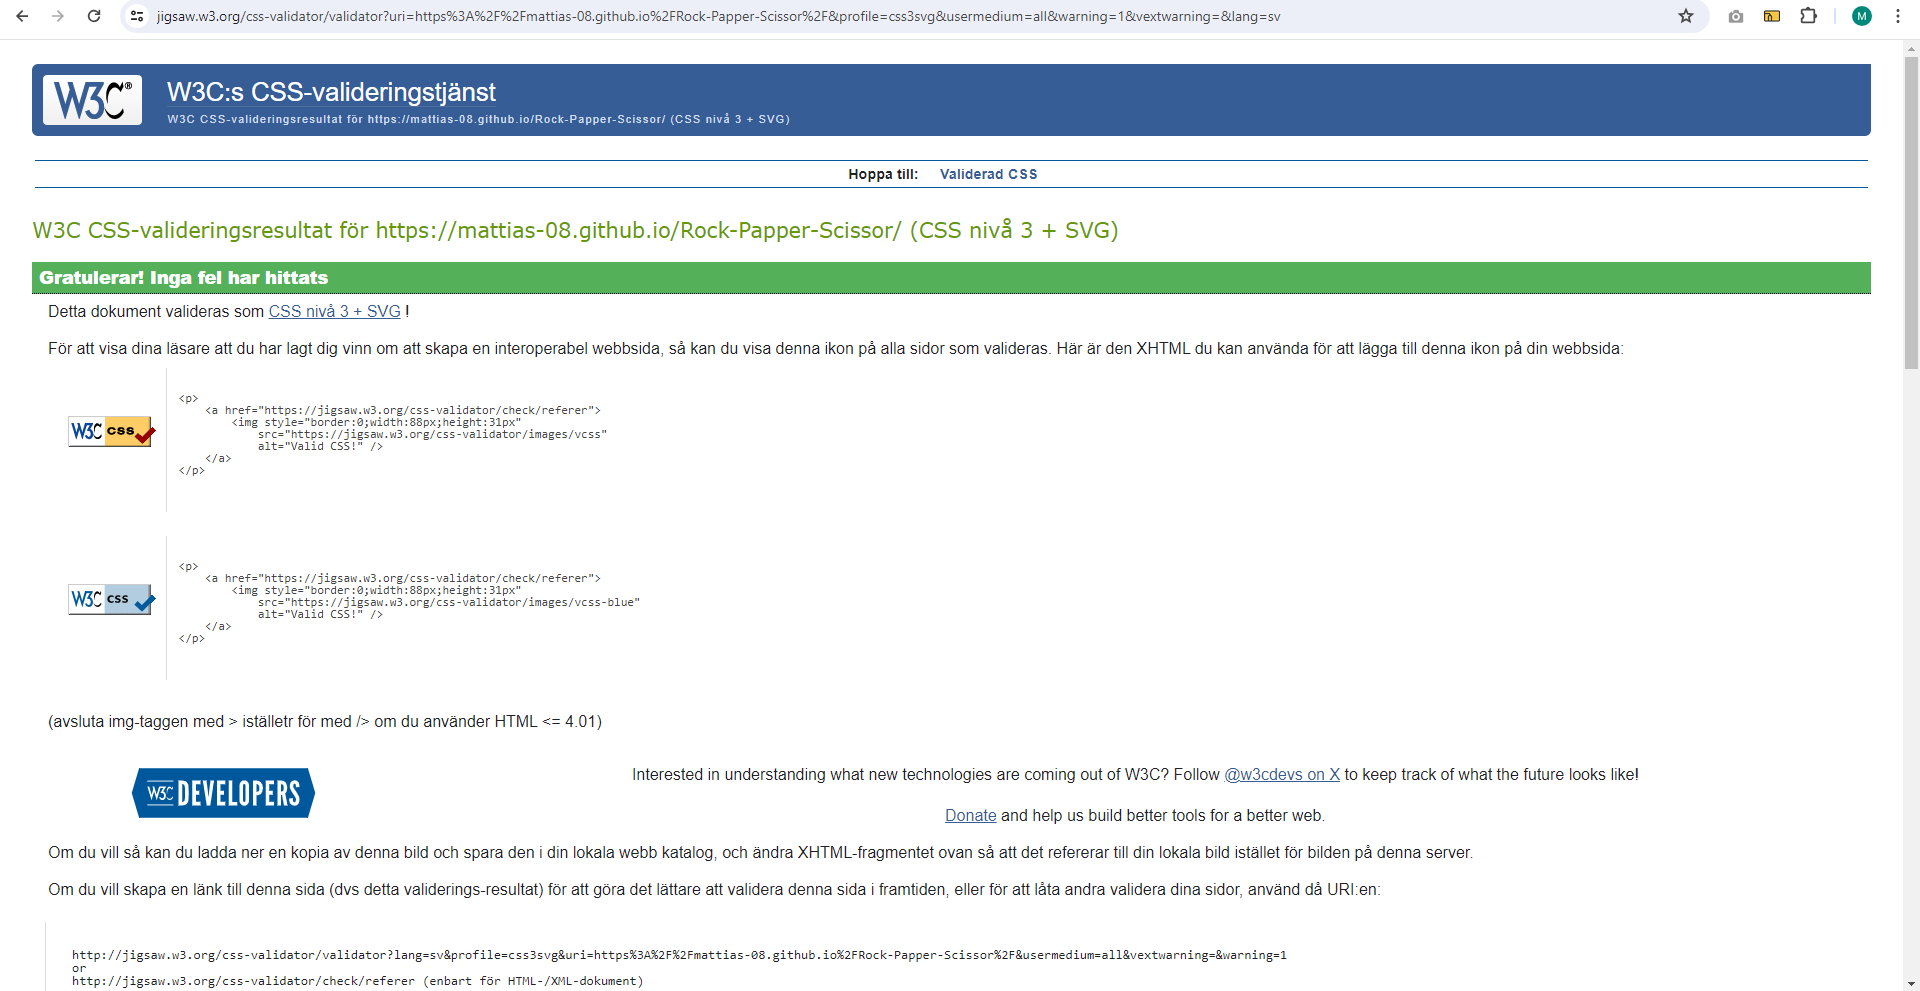 jigsaw.w3.org/css-validator/validator?uri=https%3A%2F%2Fmattias-08.github.io%2FRock-Papper-Scissor%2F&profile=css3svg&usermedium=all&warning=1&vextwarning=&lang=sv
M
W3C®
W3C:s CSS-valideringstjänst
W3C CSS-valideringsresultat för https://mattias-08.github.io/Rock-Papper-Scissor/ (CSS nivå 3 + SVG)
Hoppa till: Validerad CSS
W3C CSS-valideringsresultat för https://mattias-08.github.io/Rock-Papper-Scissor/ (CSS nivå 3 + SVG)
Gratulerar! Inga fel har hittats
Detta dokument valideras som CSS nivå 3 + SVG !
För att visa dina läsare att du har lagt dig vinn om att skapa en interoperabel webbsida, så kan du visa denna ikon på alla sidor som valideras. Här är den XHTML du kan använda för att lägga till denna ikon på din webbsida:
W3C css
<p>
<a href="https://jigsaw.w3.org/css-validator/check/referer">
<img style="border:0;width:88px;height:31px"
src="https://jigsaw.w3.org/css-validator/images/vcss"
alt="Valid CSS!" />
</a>
</p>
W3C css
<p>
<a href="https://jigsaw.w3.org/css-validator/check/referer">
<img style="border:0;width:88px;height:31px"
src="https://jigsaw.w3.org/css-validator/images/vcss-blue"
alt="Valid CSS!" />
</a>
</p>
(avsluta img-taggen med > iställetr för med /> om du använder HTML <= 4.01)
W3C DEVELOPERS
Interested in understanding what new technologies are coming out of W3C? Follow @w3cdevs on X to keep track of what the future looks like!
Donate and help us build better tools for a better web.
Om du vill så kan du ladda ner en kopia av denna bild och spara den i din lokala webb katalog, och ändra XHTML-fragmentet ovan så att det refererar till din lokala bild istället för bilden på denna server.
Om du vill skapa en länk till denna sida (dvs detta validerings-resultat) för att göra det lättare att validera denna sida i framtiden, eller för att låta andra validera dina sidor, använd då URI:en:
http://jigsaw.w3.org/css-validator/validator?lang=sv&profile=css3svg&uri=https%3A%2F%2Fmattias-08.github.io%2FRock-Papper-Scissor%2F&usermedium=all&vextwarning=&warning=1
or
http://jigsaw.w3.org/css-validator/check/referer (enbart för HTML-/XML-dokument)